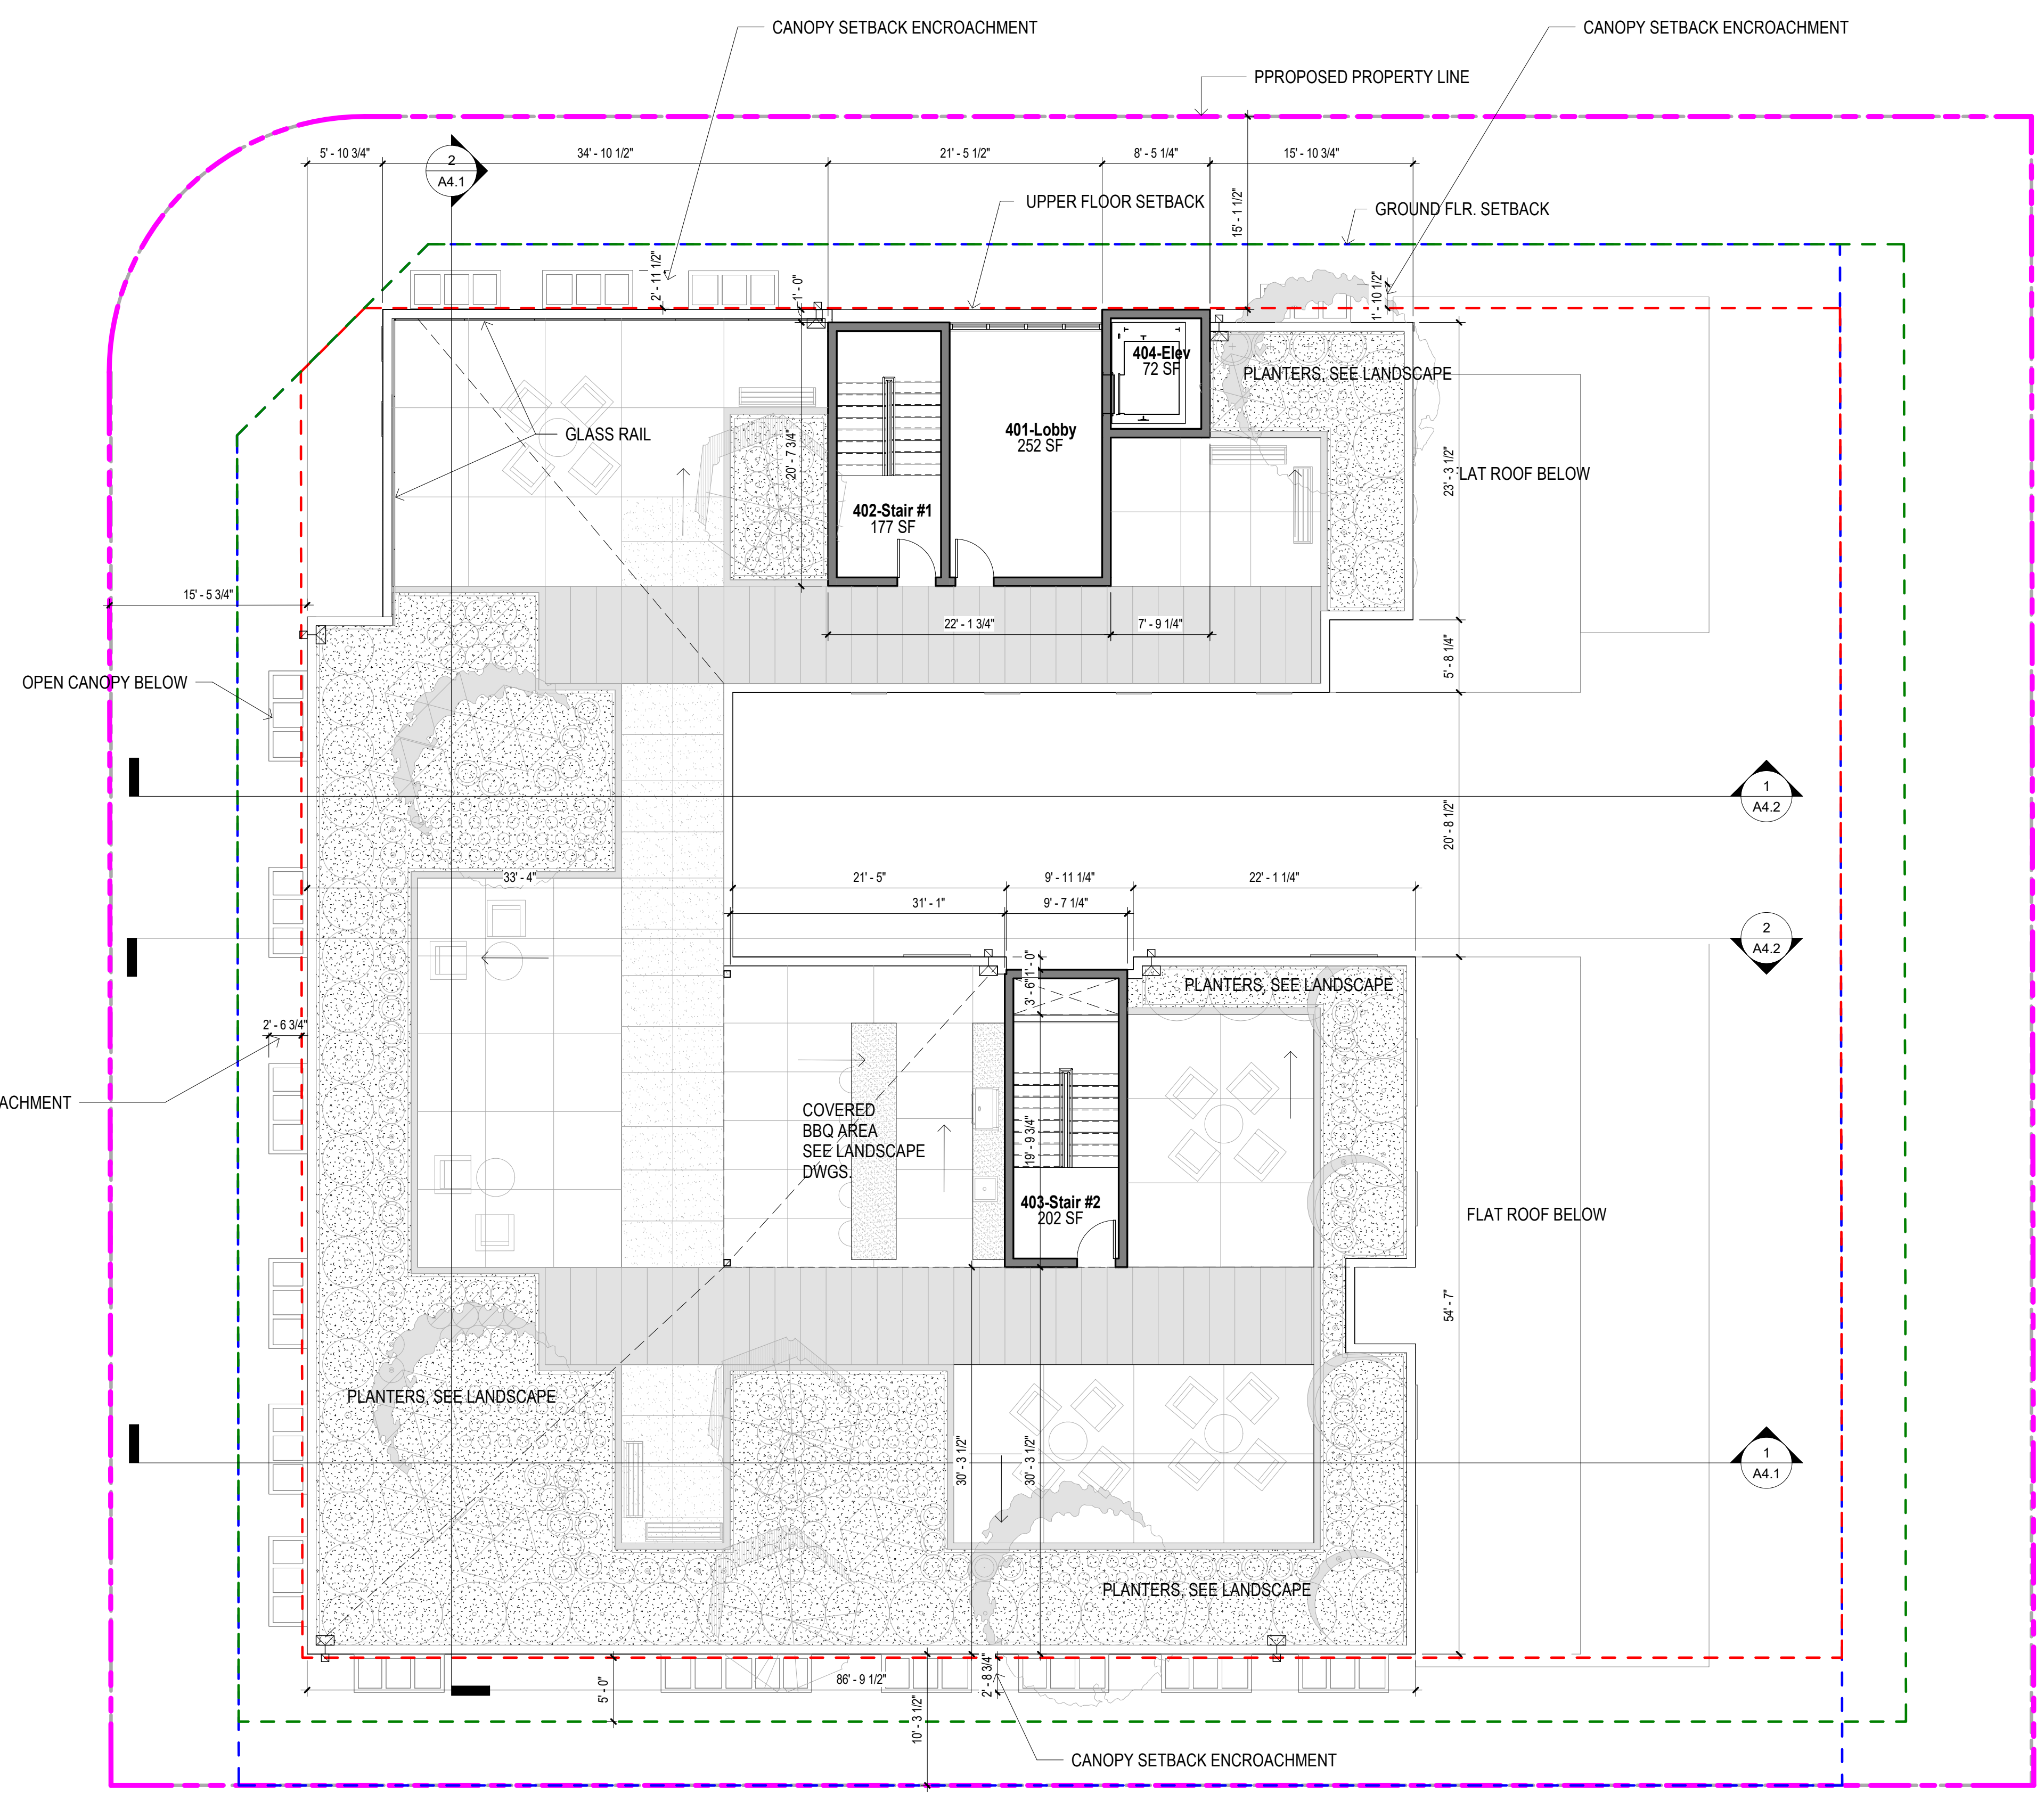 CANOPY SETBACK ENCROACHMENT
CANOPY SETBACK ENCROACHMENT
PPROPOSED PROPERTY LINE
5' - 10 3/4"
34' - 10 1/2"
21' - 5 1/2"
8' - 5 1/4"
15' - 10 3/4"
2
A4.1
UPPER FLOOR SETBACK
GROUND FLR. SETBACK
15' - 1 1/2"
2' - 11 1/2"
1' - 0"
1' - 10 1/2"
404-Elev
72 SF
PLANTERS, SEE LANDSCAPE
GLASS RAIL
401-Lobby
252 SF
20' - 7 3/4"
23' - 3 1/2"
LAT ROOF BELOW
402-Stair #1
177 SF
15' - 5 3/4"
22' - 1 3/4"
7' - 9 1/4"
5' - 8 1/4"
OPEN CANOPY BELOW
1
A4.2
20' - 8 1/2"
33' - 4"
21' - 5"
9' - 11 1/4"
22' - 1 1/4"
31' - 1"
9' - 7 1/4"
2
A4.2
1' - 0"
3' - 6"
PLANTERS, SEE LANDSCAPE
2' - 6 3/4"
ACHMENT
COVERED
BBQ AREA
SEE LANDSCAPE
DWGS.
19' - 9 3/4"
403-Stair #2
202 SF
FLAT ROOF BELOW
54' - 7"
PLANTERS, SEE LANDSCAPE
30' - 3 1/2"
30' - 3 1/2"
1
A4.1
PLANTERS, SEE LANDSCAPE
86' - 9 1/2"
5' - 0"
2' - 8 3/4"
10' - 3 1/2"
CANOPY SETBACK ENCROACHMENT